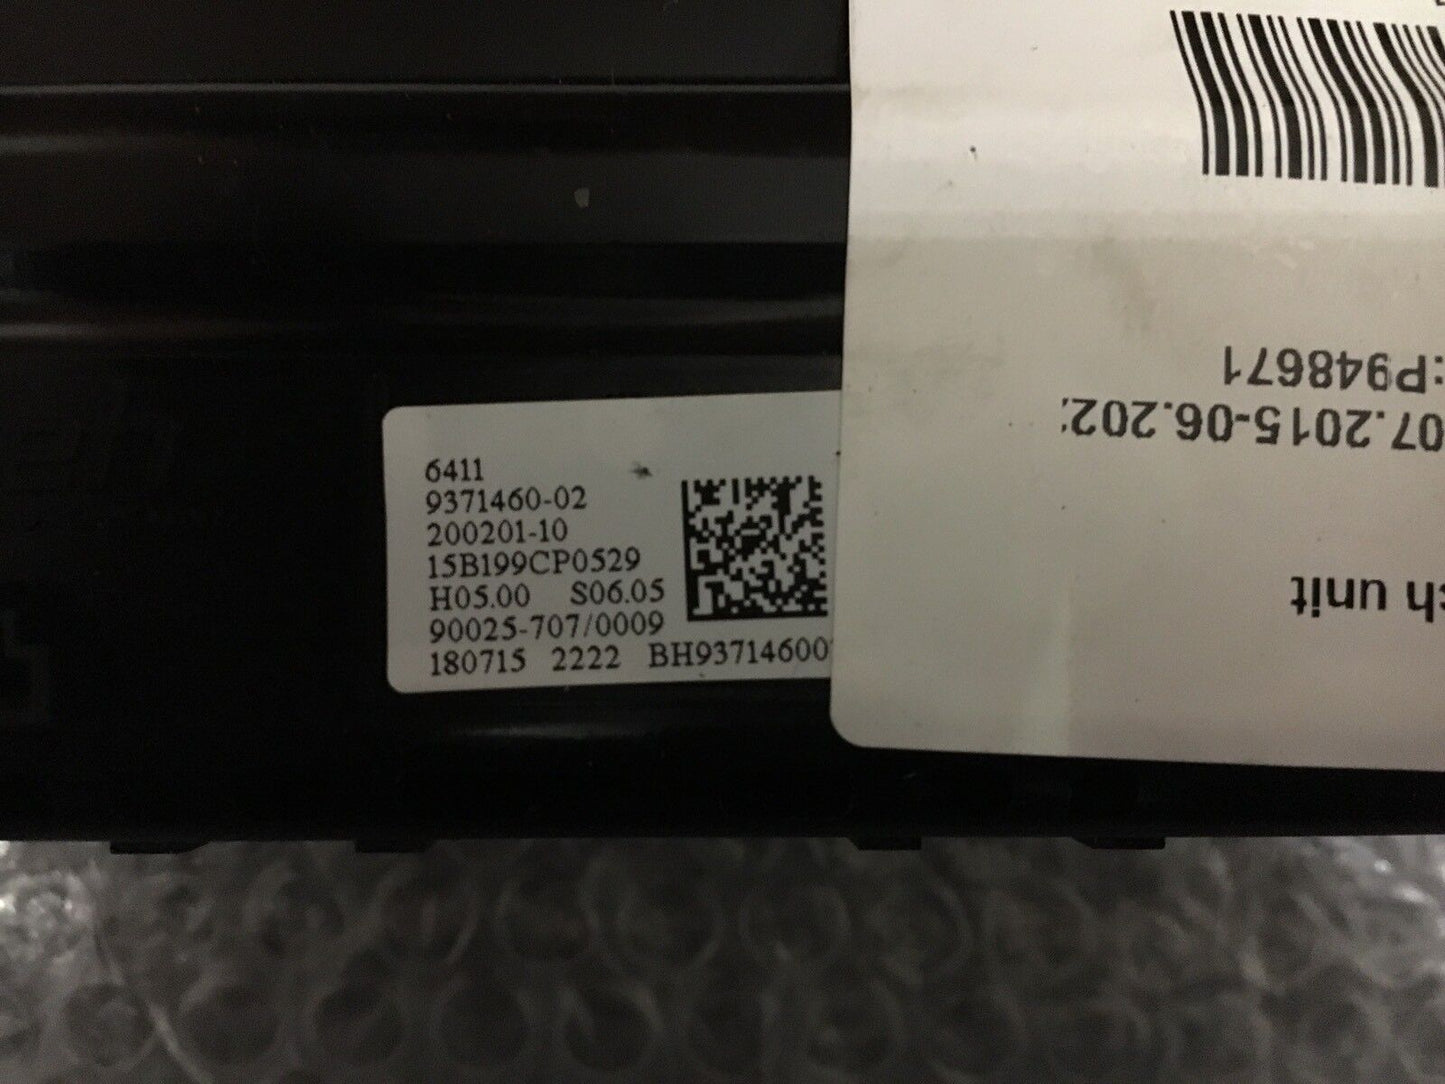 6411
9371460-02
200201-10
15B199CP0529
H05.00 S06.05
90025-707/0009
180715 2222 BH93714600
ch unit
07.2015-06.202
:P948671